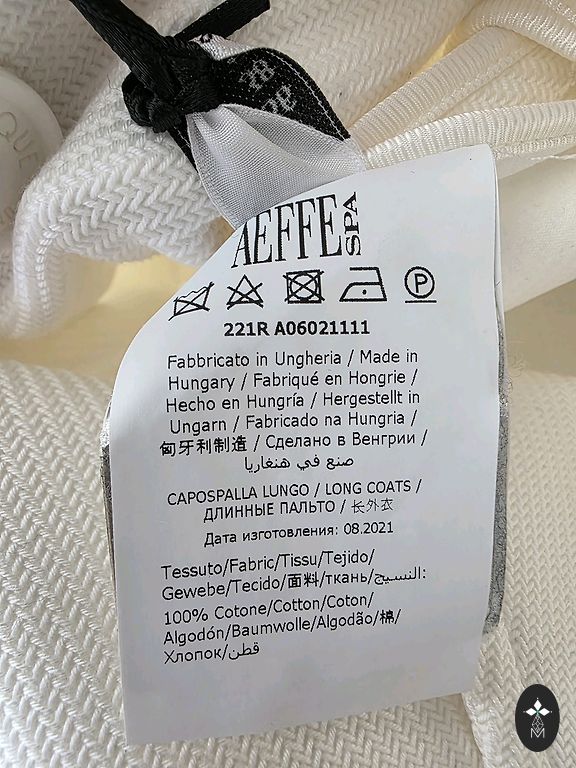 QUE
AEFFE SPA
P
221R A06021111
Fabbricato in Ungheria / Made in
Hungary / Fabriqué en Hongrie /
Hecho en Hungría / Hergestellt in
Ungarn / Fabricado na Hungria /
匈牙利制造 / Сделано в Венгрии /
صنع في هنغاريا
CAPOSPALLA LUNGO / LONG COATS /
ДЛИННЫЕ ПАЛЬТО / 长外衣
Дата изготовления: 08.2021
Tessuto/Fabric/Tissu/Tejido/
Gewebe/Tecido/面料/ткань/النسيج:
100% Cotone/Cotton/Coton/
Algodón/Baumwolle/Algodão/棉/
Хлопок/قطن
M